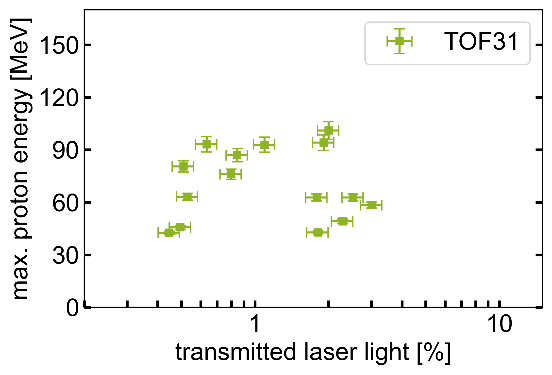 TOF31
max. proton energy [MeV]
150
120
90
60
30
0
1
10
transmitted laser light [%]